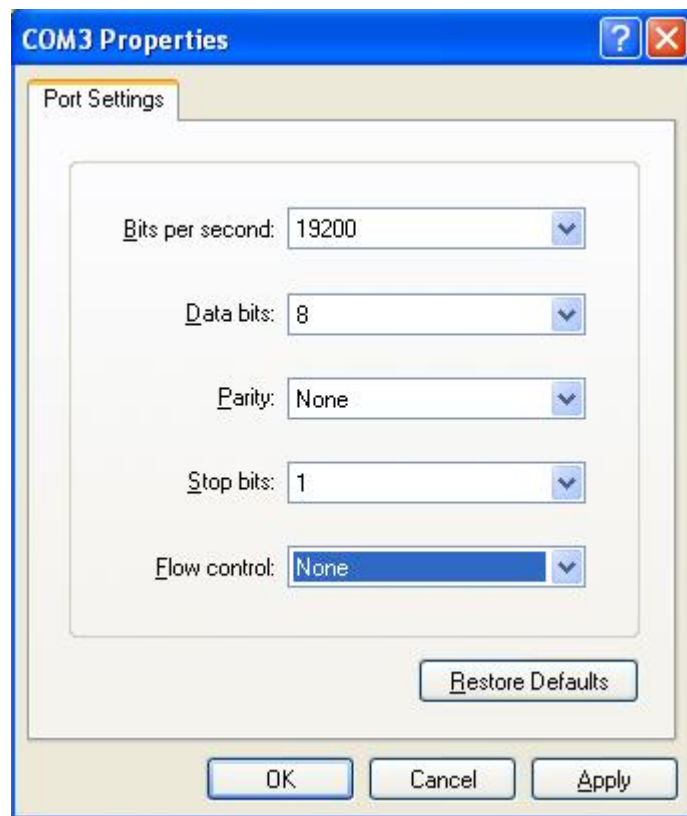 COM3 Properties
Port Settings
Bits per second: 19200
Data bits: 8
Parity: None
Stop bits: 1
Flow control: None
Restore Defaults
OK Cancel Apply